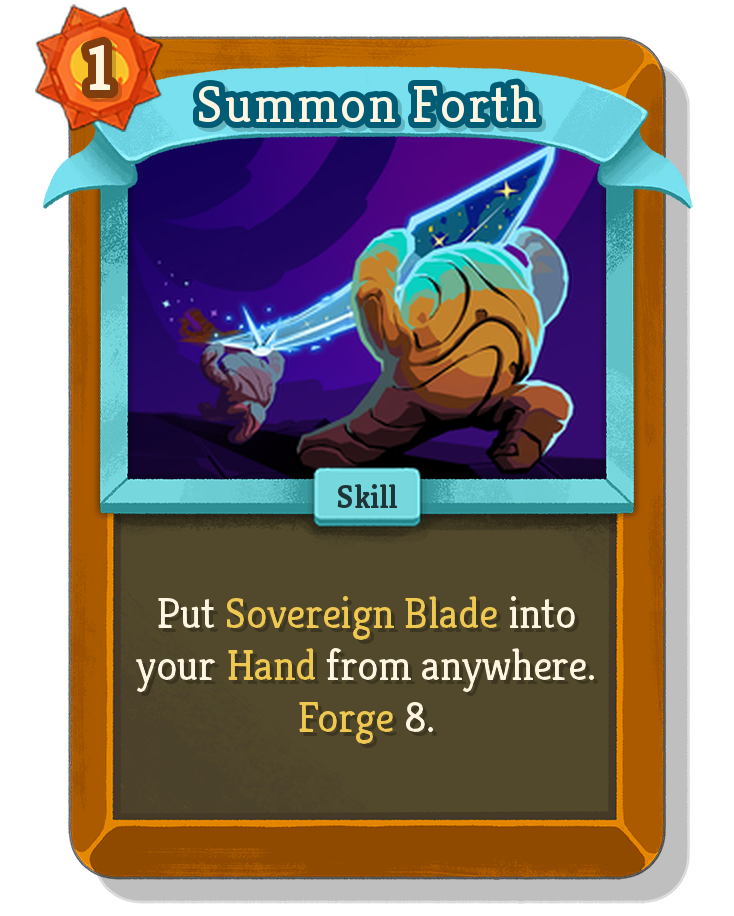 1
Summon Forth
Skill
Put Sovereign Blade into
your Hand from anywhere.
Forge 8.